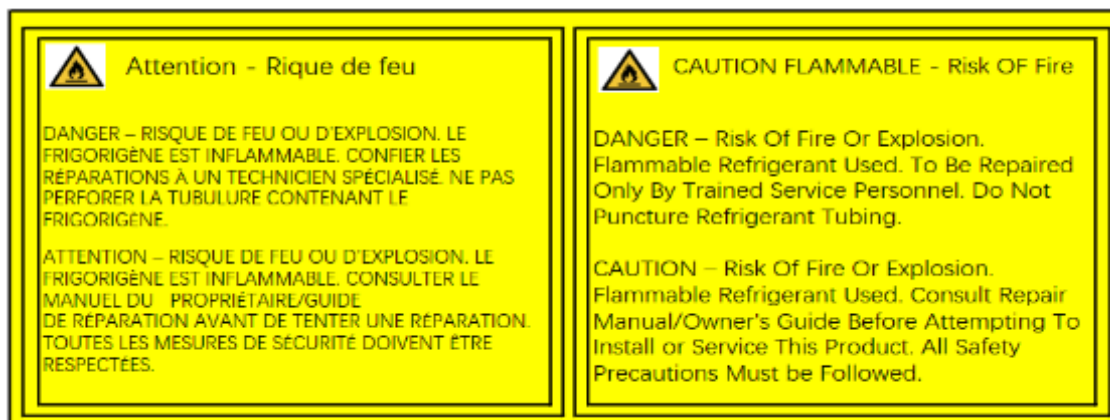 Attention - Rique de feu
DANGER – RISQUE DE FEU OU D'EXPLOSION. LE
FRIGORIGÈNE EST INFLAMMABLE. CONFIER LES
RÉPARATIONS À UN TECHNICIEN SPÉCIALISÉ. NE PAS
PERFORER LA TUBULURE CONTENANT LE
FRIGORIGÈNE.
ATTENTION – RISQUE DE FEU OU D'EXPLOSION. LE
FRIGORIGÈNE EST INFLAMMABLE. CONSULTER LE
MANUEL DU PROPRIÉTAIRE/GUIDE
DE RÉPARATION AVANT DE TENTER UNE RÉPARATION.
TOUTES LES MESURES DE SÉCURITÉ DOIVENT ÊTRE
RESPECTÉES.
CAUTION FLAMMABLE - Risk OF Fire
DANGER – Risk Of Fire Or Explosion.
Flammable Refrigerant Used. To Be Repaired
Only By Trained Service Personnel. Do Not
Puncture Refrigerant Tubing.
CAUTION – Risk Of Fire Or Explosion.
Flammable Refrigerant Used. Consult Repair
Manual/Owner's Guide Before Attempting To
Install or Service This Product. All Safety
Precautions Must be Followed.